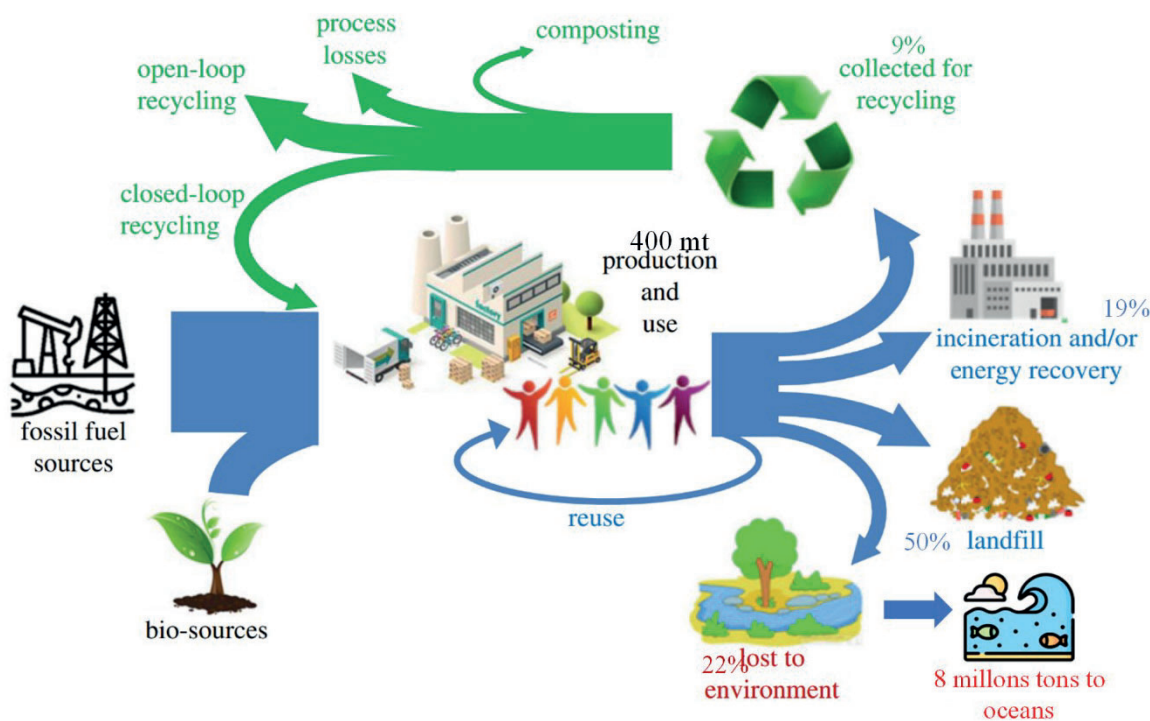 process
losses
composting
open-loop
recycling
9%
collected for
recycling
closed-loop
recycling
400 mt
production
and
use
factory
19%
incineration and/or
energy recovery
fossil fuel
sources
reuse
50%
landfill
bio-sources
22%
lost to
environment
8 millons tons to
oceans